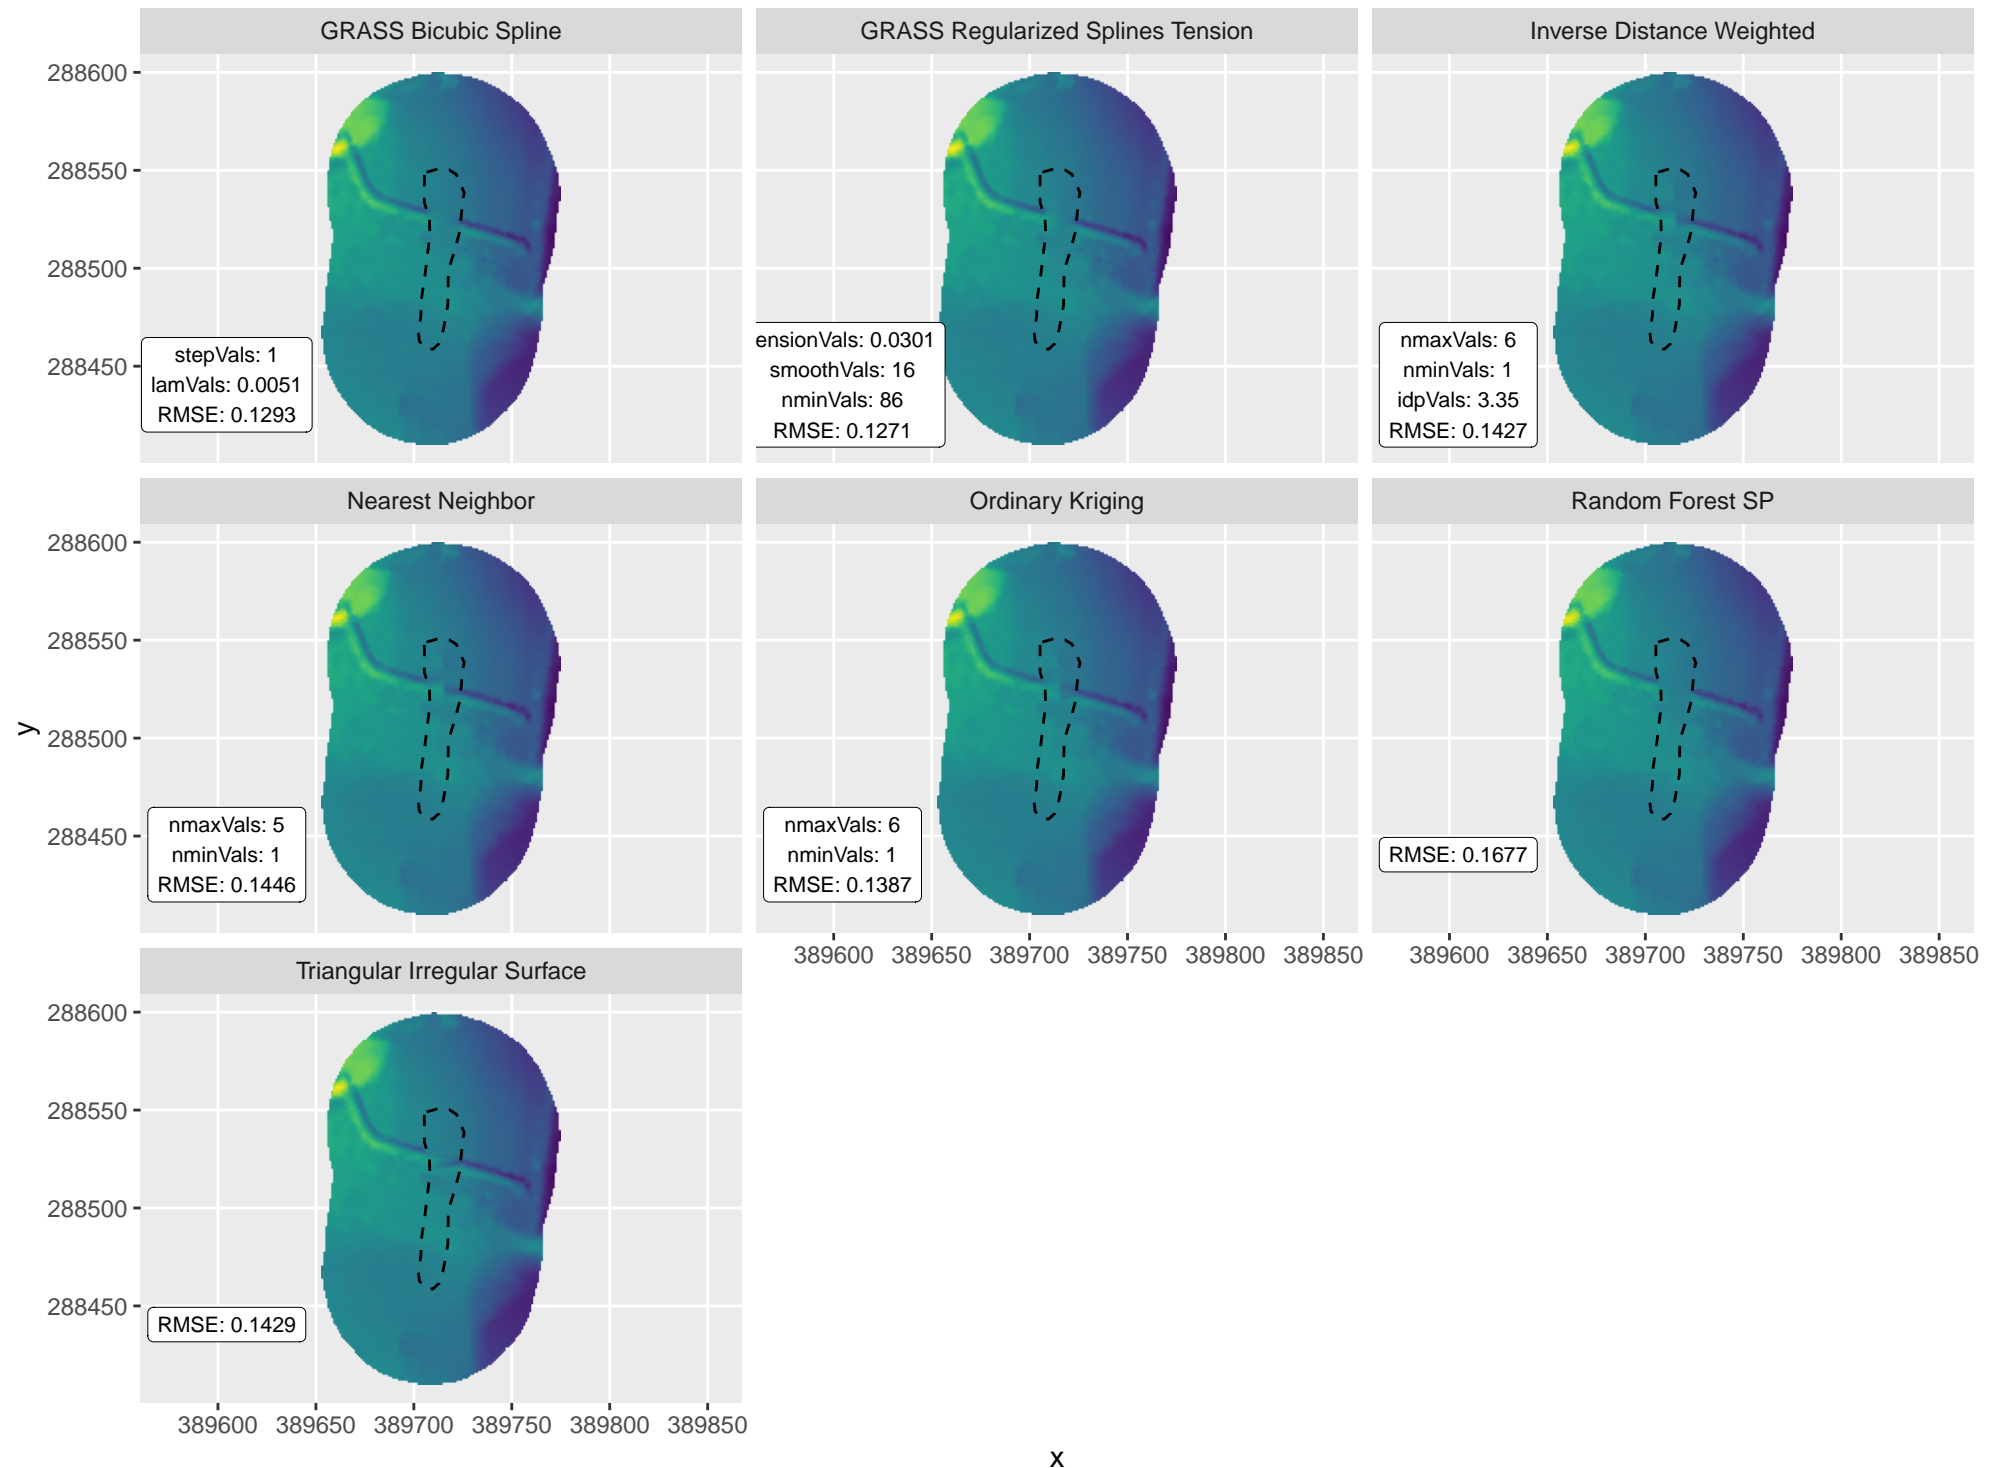 GRASS Bicubic Spline
GRASS Regularized Splines Tension
Inverse Distance Weighted
288600
288550
288500
288450
stepVals: 1
lamVals: 0.0051
RMSE: 0.1293
ensionVals: 0.0301
smoothVals: 16
nminVals: 86
RMSE: 0.1271
nmaxVals: 6
nminVals: 1
idpVals: 3.35
RMSE: 0.1427
Nearest Neighbor
Ordinary Kriging
Random Forest SP
288600
288550
288500
288450
nmaxVals: 5
nminVals: 1
RMSE: 0.1446
nmaxVals: 6
nminVals: 1
RMSE: 0.1387
RMSE: 0.1677
389600 389650 389700 389750 389800 389850
389600 389650 389700 389750 389800 389850
Triangular Irregular Surface
288600
288550
288500
288450
RMSE: 0.1429
389600 389650 389700 389750 389800 389850
x
y